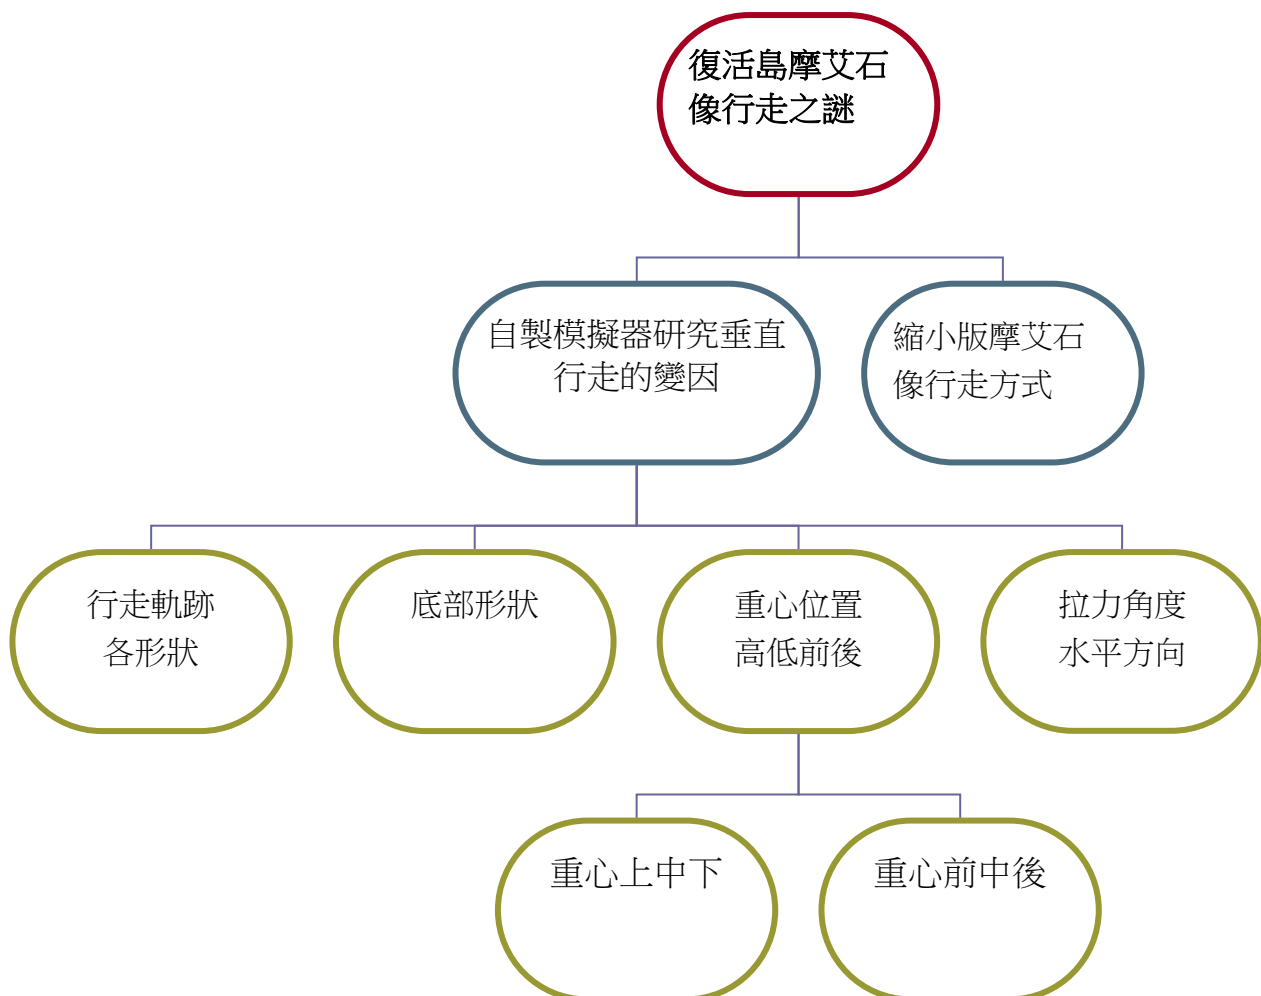 復活島摩艾石
像行走之謎
自製模擬器研究垂直
行走的變因
縮小版摩艾石
像行走方式
行走軌跡
各形狀
底部形狀
重心位置
高低前後
拉力角度
水平方向
重心上中下
重心前中後